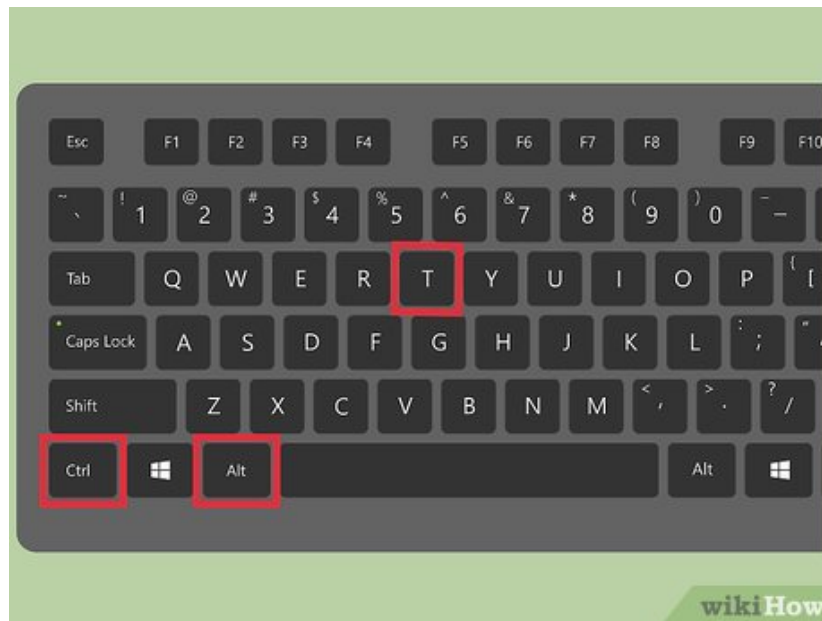 Esc F1 F2 F3 F4 F5 F6 F7 F8 F9 F10
~ ` ! 1 @ 2 # 3 $ 4 % 5 ^ 6 & 7 * 8 ( 9 ) 0 – —
Tab Q W E R T Y U I O P { [
Caps Lock A S D F G H J K L : ; "
Shift Z X C V B N M < , > . ? /
Ctrl Alt Alt
wikiHow